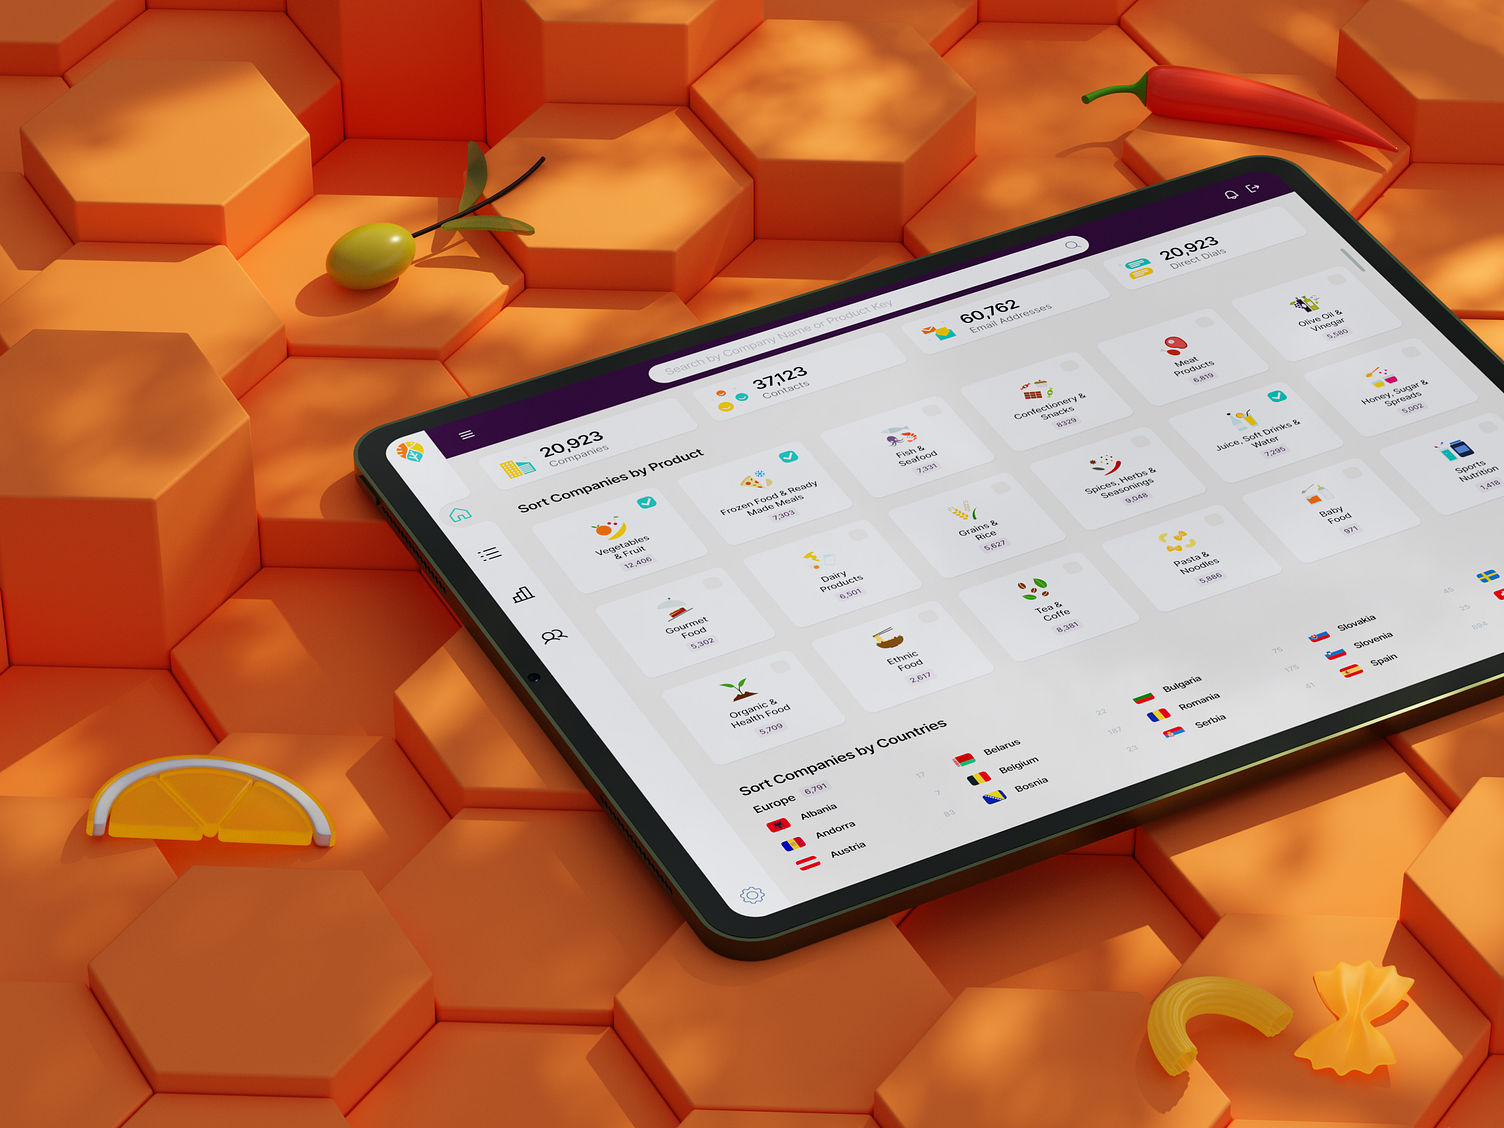 Search by Company Name or Product Key
20,923
Companies
37,123
Contacts
60,762
Email Addresses
20,923
Direct Dials
Sort Companies by Product
Vegetables
& Fruit
12,406
Frozen Food & Ready
Made Meals
7,303
Fish &
Seafood
7,331
Confectionery &
Snacks
8329
Meat
Products
6,819
Olive Oil &
Vinegar
5,580
Gourmet
Food
5,302
Dairy
Products
6,501
Grains &
Rice
5,627
Spices, Herbs &
Seasonings
9,048
Juice, Soft Drinks &
Water
7,295
Honey, Sugar &
Spreads
5,002
Organic &
Health Food
5,709
Ethnic
Food
2,617
Tea &
Coffe
8,381
Pasta &
Noodles
5,886
Baby
Food
971
Sports
Nutrition
1,418
Sort Companies by Countries
Europe 6,791
Albania 17
Andorra 7
Austria 83
Belarus 22
Belgium 187
Bosnia 23
Bulgaria 75
Romania 175
Serbia 41
Slovakia 45
Slovenia 25
Spain 894